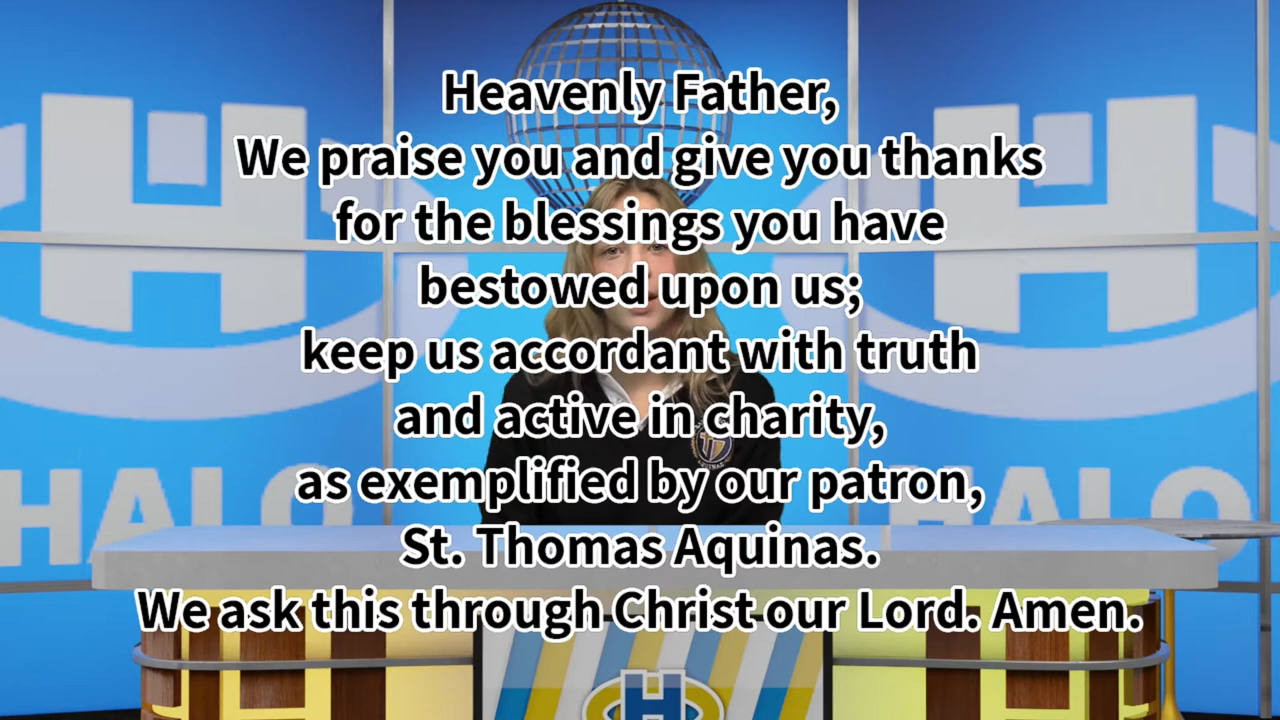 Heavenly Father,
We praise you and give you thanks
for the blessings you have
bestowed upon us;
keep us accordant with truth
and active in charity,
as exemplified by our patron,
St. Thomas Aquinas.
We ask this through Christ our Lord. Amen.
H
H
HALO
HALO
H